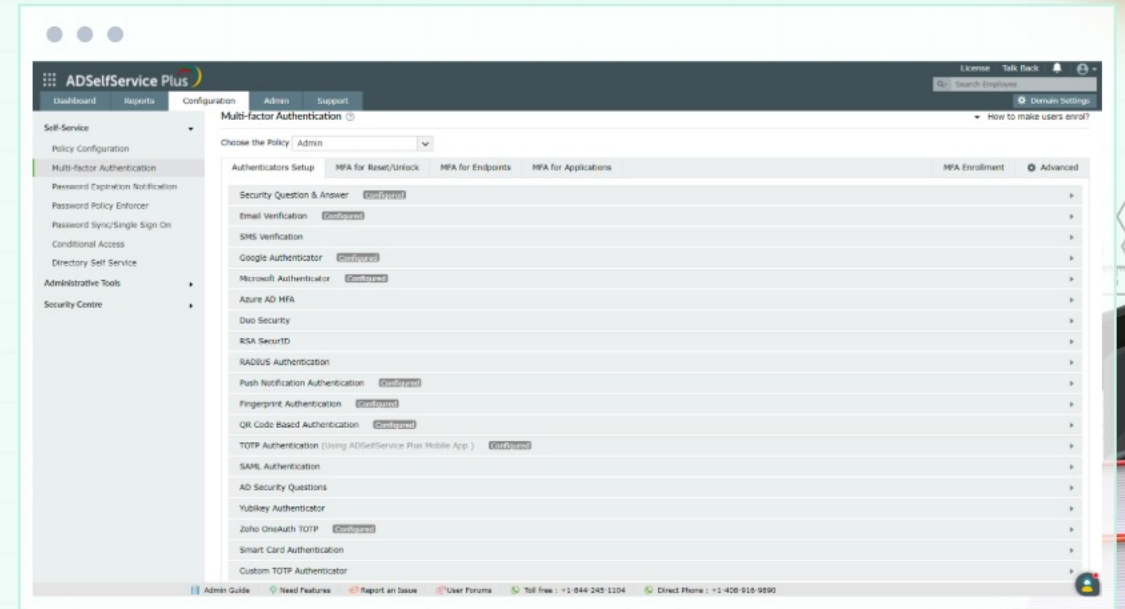 License Talk Back
ADSelfService Plus
Search Employee
Dashboard Reports Configuration Admin Support
Domain Settings
Self-Service
Policy Configuration
Multi-factor Authentication
Password Expiration Notification
Password Policy Enforcer
Password Sync/Single Sign On
Conditional Access
Directory Self Service
Administrative Tools
Security Centre
Multi-factor Authentication
How to make users enrol?
Choose the Policy Admin
Authenticators Setup MFA for Reset/Unlock MFA for Endpoints MFA for Applications MFA Enrollment Advanced
Security Question & Answer Configured
Email Verification Configured
SMS Verification
Google Authenticator Configured
Microsoft Authenticator Configured
Azure AD MFA
Duo Security
RSA SecurID
RADIUS Authentication
Push Notification Authentication Configured
Fingerprint Authentication Configured
QR Code Based Authentication Configured
TOTP Authentication (Using ADSelfService Plus Mobile App ) Configured
SAML Authentication
AD Security Questions
Yubikey Authenticator
Zoho OneAuth TOTP Configured
Smart Card Authentication
Custom TOTP Authenticator
Admin Guide Need Features Report an Issue User Forums Toll free : +1-844-245-1104 Direct Phone : +1-408-916-9890